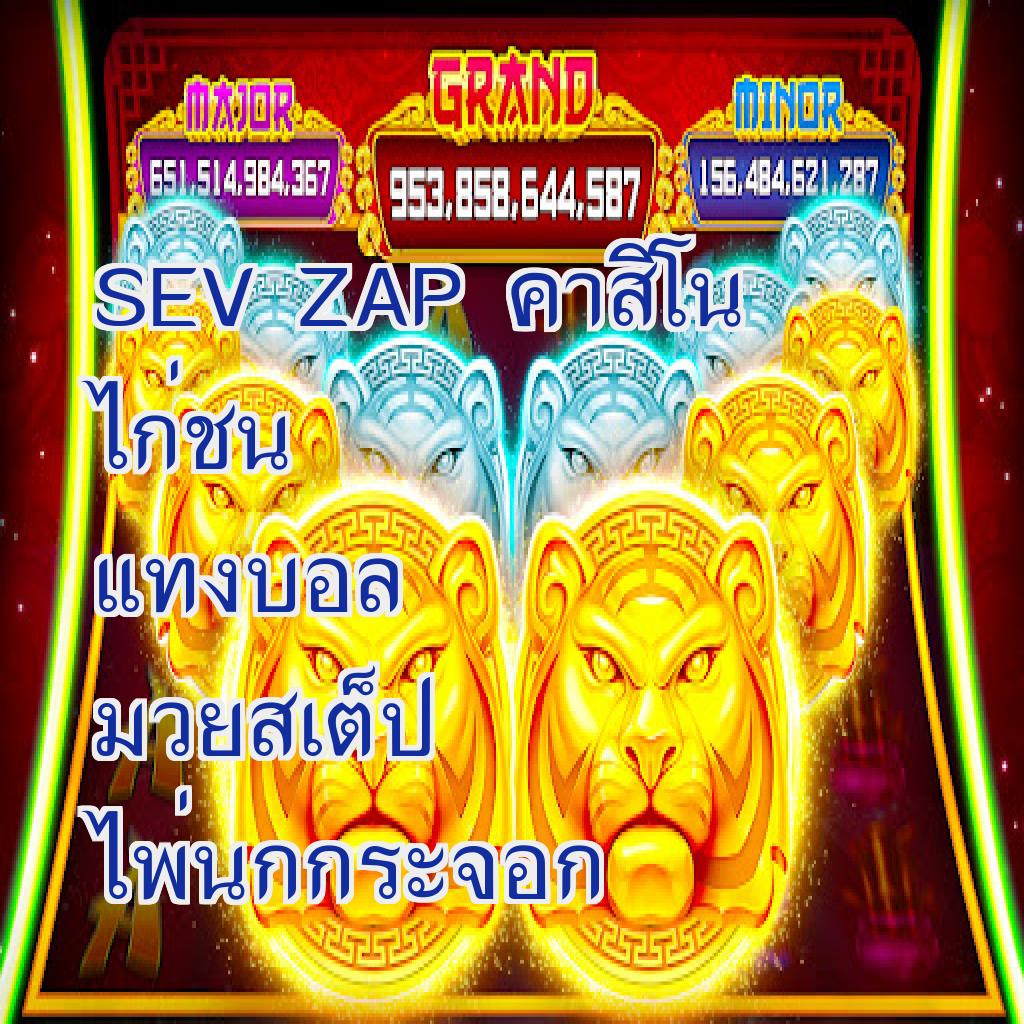 MAJOR GRAND MINOR
651,514,984,367 953,858,644,587 156,484,621,287
SEV ZAP คาสิโน
ไก่ชน
แทงบอล
มวยสเต็ป
ไพ่นกกระจอก